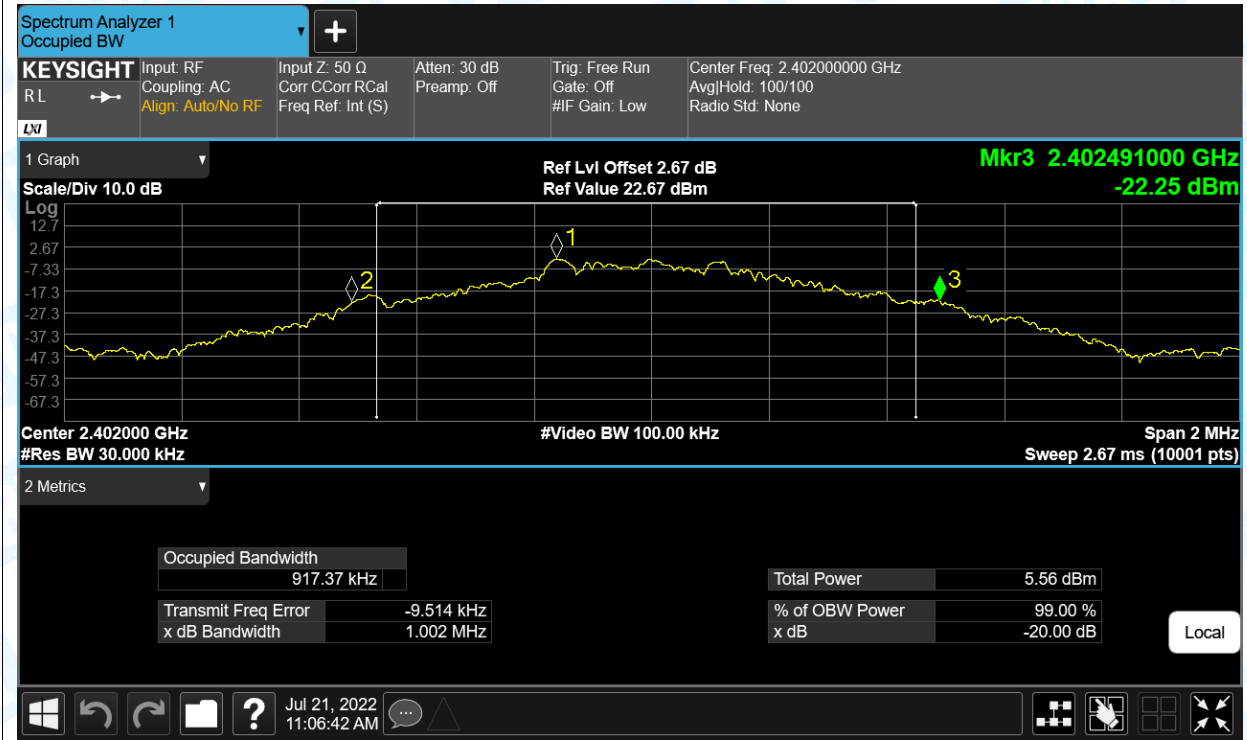 Spectrum Analyzer 1
Occupied BW
KEYSIGHT
R L
LXI
Input: RF
Coupling: AC
Align: Auto/No RF
Input Z: 50 Ω
Corr CCorr RCal
Freq Ref: Int (S)
Atten: 30 dB
Preamp: Off
Trig: Free Run
Gate: Off
#IF Gain: Low
Center Freq: 2.402000000 GHz
Avg|Hold: 100/100
Radio Std: None
1 Graph
Scale/Div 10.0 dB
Ref Lvl Offset 2.67 dB
Ref Value 22.67 dBm
Mkr3 2.402491000 GHz
-22.25 dBm
Log
12.7
2.67
-7.33
-17.3
-27.3
-37.3
-47.3
-57.3
-67.3
1
2
3
Center 2.402000 GHz
#Res BW 30.000 kHz
#Video BW 100.00 kHz
Span 2 MHz
Sweep 2.67 ms (10001 pts)
2 Metrics
Occupied Bandwidth
917.37 kHz
Transmit Freq Error -9.514 kHz
x dB Bandwidth 1.002 MHz
Total Power 5.56 dBm
% of OBW Power 99.00 %
x dB -20.00 dB
Local
?
Jul 21, 2022
11:06:42 AM